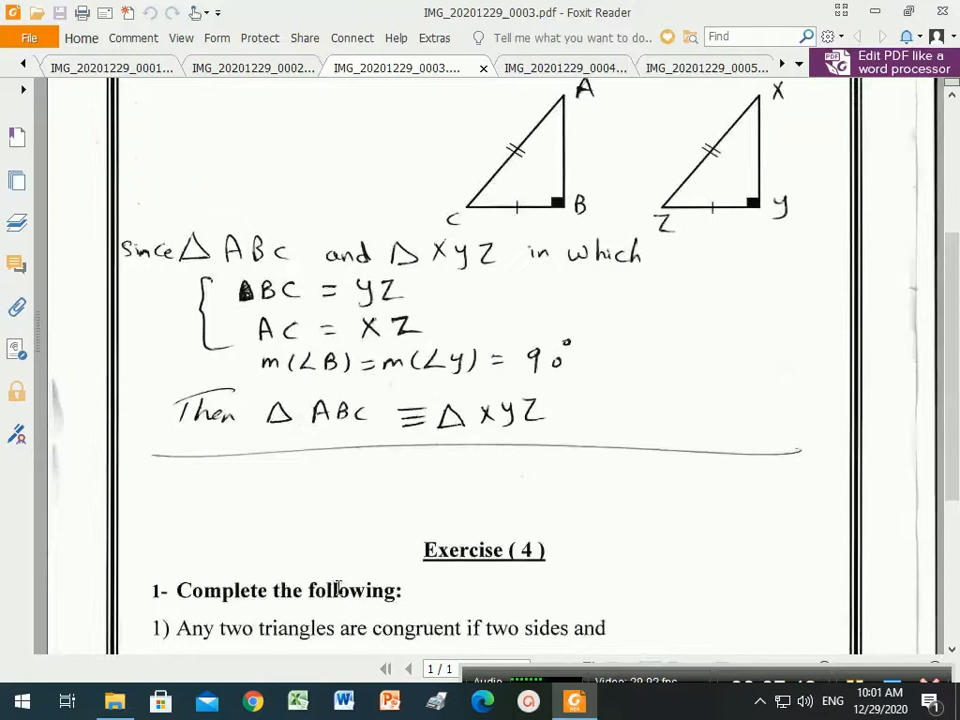 IMG_20201229_0003.pdf - Foxit Reader
File Home Comment View Form Protect Share Connect Help Extras Tell me what you want to do.. Find
IMG_20201229_0001... IMG_20201229_0002... IMG_20201229_0003.... IMG_20201229_0004... IMG_20201229_0005...
Edit PDF like a
word processor
A X
C B Z y
Since △ ABC and △ XYZ in which
BC = YZ
AC = XZ
m(∠B) = m(∠y) = 90°
Then △ ABC ≡ △ XYZ
Exercise ( 4 )
1- Complete the following:
1) Any two triangles are congruent if two sides and
1 / 1
ENG 10:01 AM
12/29/2020
1